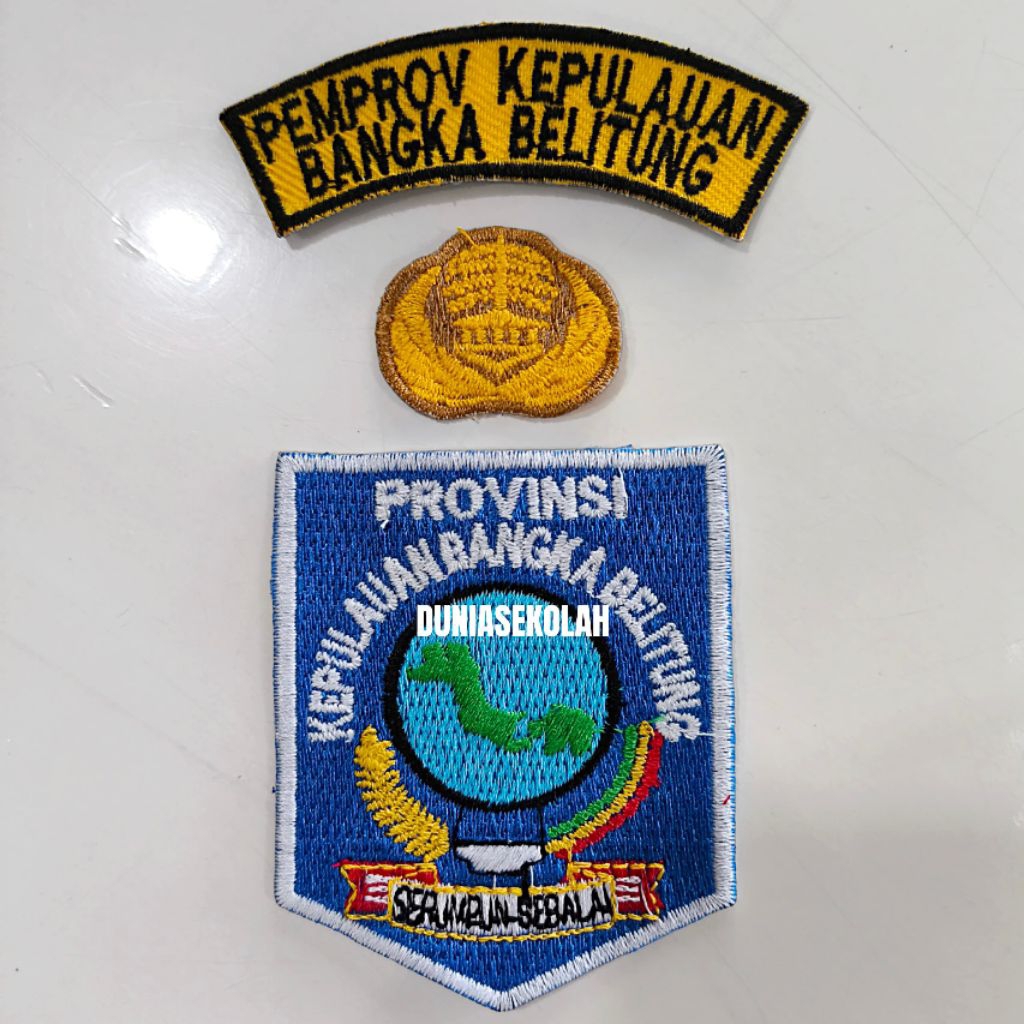 PEMPROV KEPULAUAN
BANGKA BELITUNG
PROVINSI
KEPULAUAN BANGKA BELITUNG
DUNIASEKOLAH
SERUMPUN SEBALAI